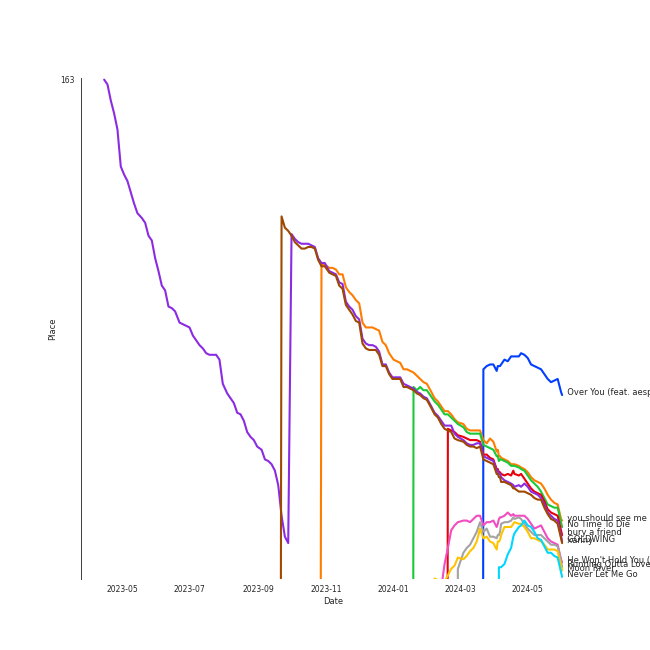 163
Place
Over You (feat. aesp
you should see me
No Time To Die
bury a friend
GOLDWING
He Won't Hold You (
Running Outta Love
Moon River
Never Let Me Go
2023-05
2023-07
2023-09
2023-11
2024-01
2024-03
2024-05
Date